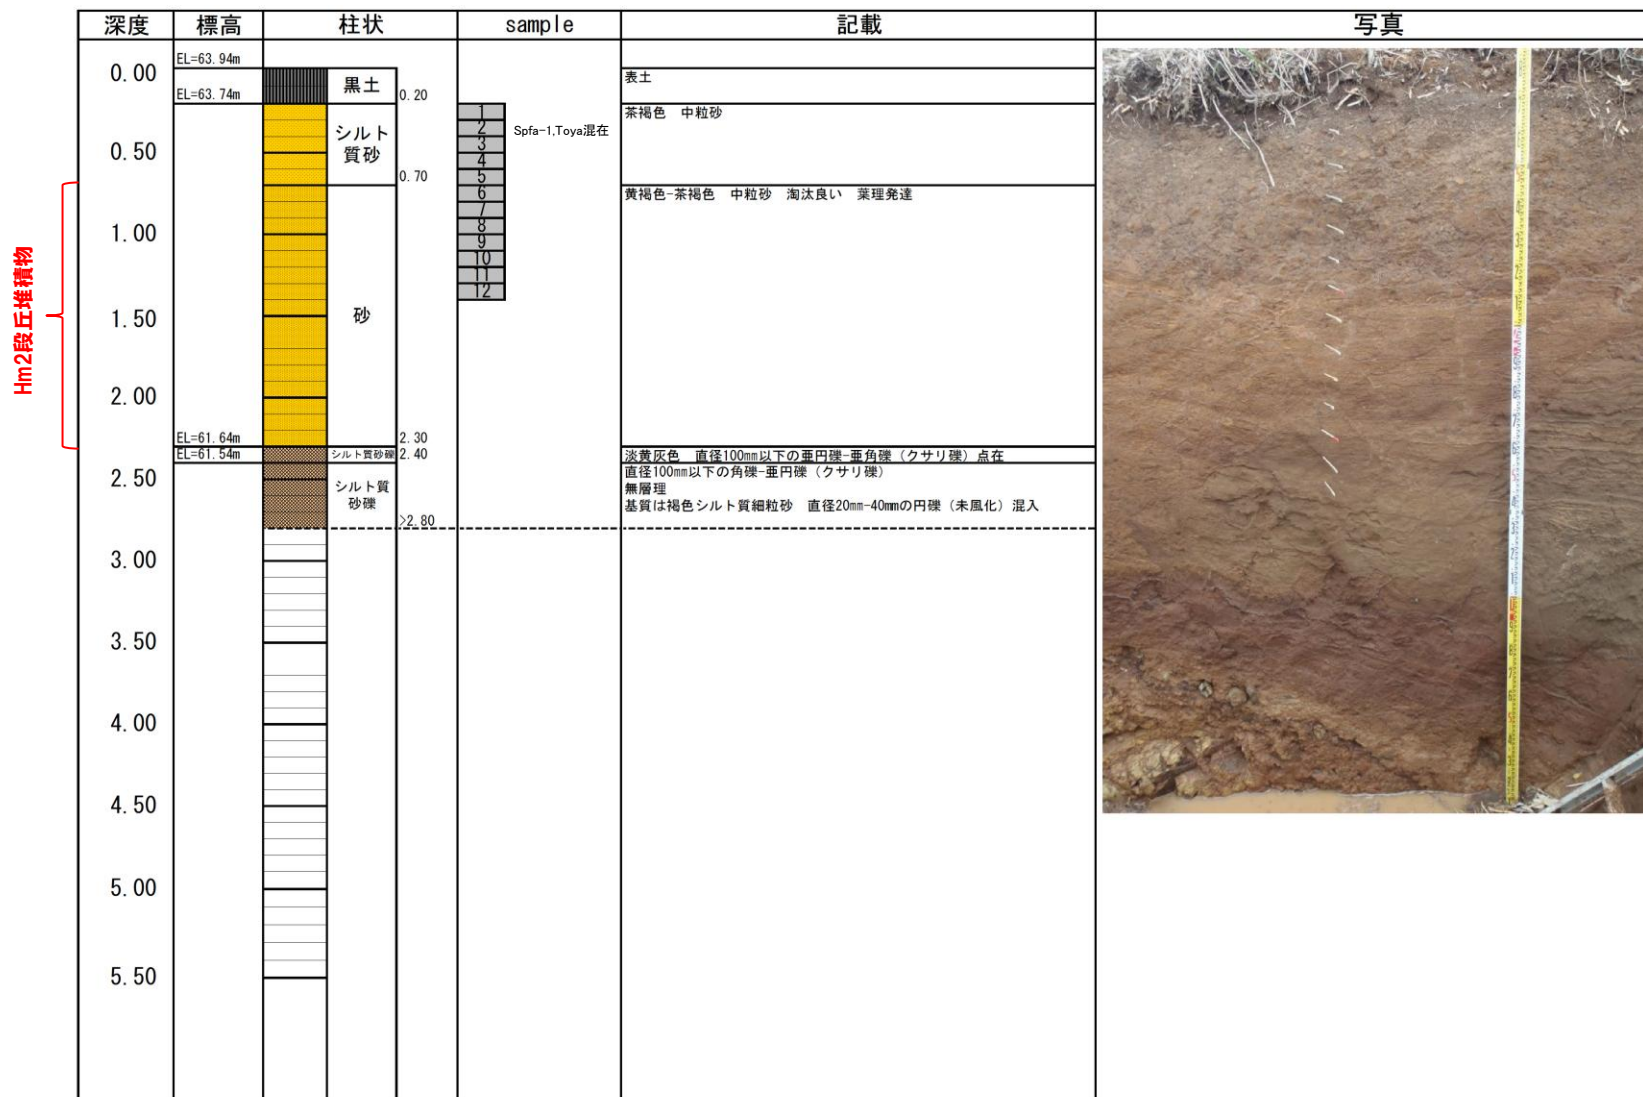 深度 標高 柱状 sample 記載 写真
EL=63.94m
0.00 黒土 表土
EL=63.74m 0.20
1 茶褐色 中粒砂
シルト 2 Spfa-1,Toya混在
3
0.50 質砂 4
0.70 5
6 黄褐色-茶褐色 中粒砂 淘汰良い 葉理発達
7
8
1.00 9
10
11
12
Hm2段丘堆積物
1.50 砂
2.00
EL=61.64m 2.30
EL=61.54m シルト質砂礫 2.40 淡黄灰色 直径100mm以下の亜円礫-亜角礫(クサリ礫)点在
直径100mm以下の角礫-亜円礫(クサリ礫)
2.50 シルト質 無層理
砂礫 基質は褐色シルト質細粒砂 直径20mm-40mmの円礫(未風化)混入
>2.80
3.00
3.50
4.00
4.50
5.00
5.50